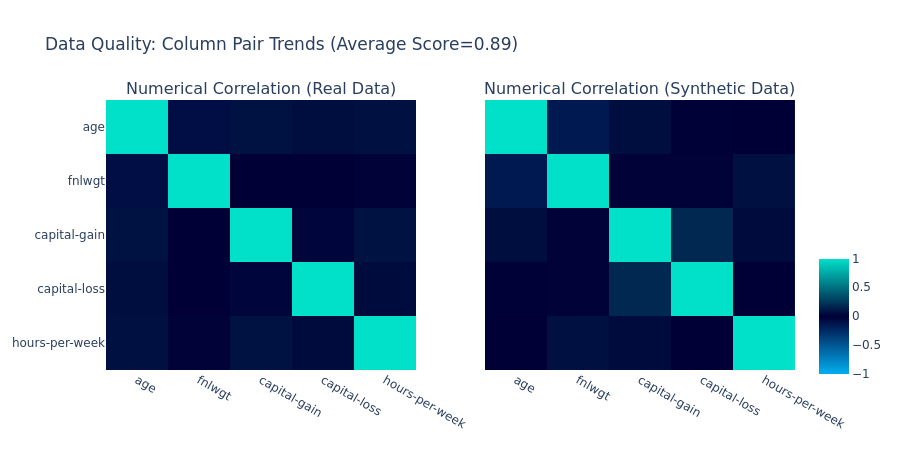 Data Quality: Column Pair Trends (Average Score=0.89)
Numerical Correlation (Real Data)
Numerical Correlation (Synthetic Data)
age
fnlwgt
capital-gain
capital-loss
hours-per-week
age
fnlwgt
capital-gain
capital-loss
hours-per-week
age
fnlwgt
capital-gain
capital-loss
hours-per-week
1
0.5
0
−0.5
−1